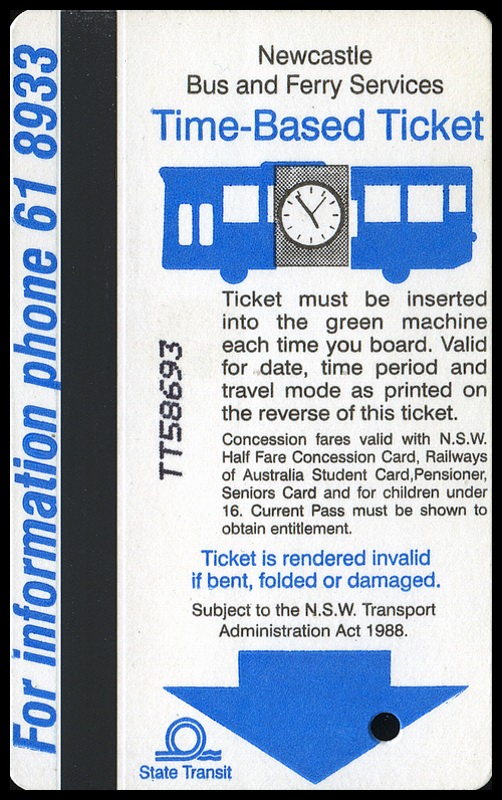 For information phone 61 8933
Newcastle
Bus and Ferry Services
Time-Based Ticket
Ticket must be inserted
into the green machine
each time you board. Valid
for date, time period and
travel mode as printed on
the reverse of this ticket.
TT58693
Concession fares valid with N.S.W.
Half Fare Concession Card, Railways
of Australia Student Card,Pensioner,
Seniors Card and for children under
16. Current Pass must be shown to
obtain entitlement.
Ticket is rendered invalid
if bent, folded or damaged.
Subject to the N.S.W. Transport
Administration Act 1988.
State Transit